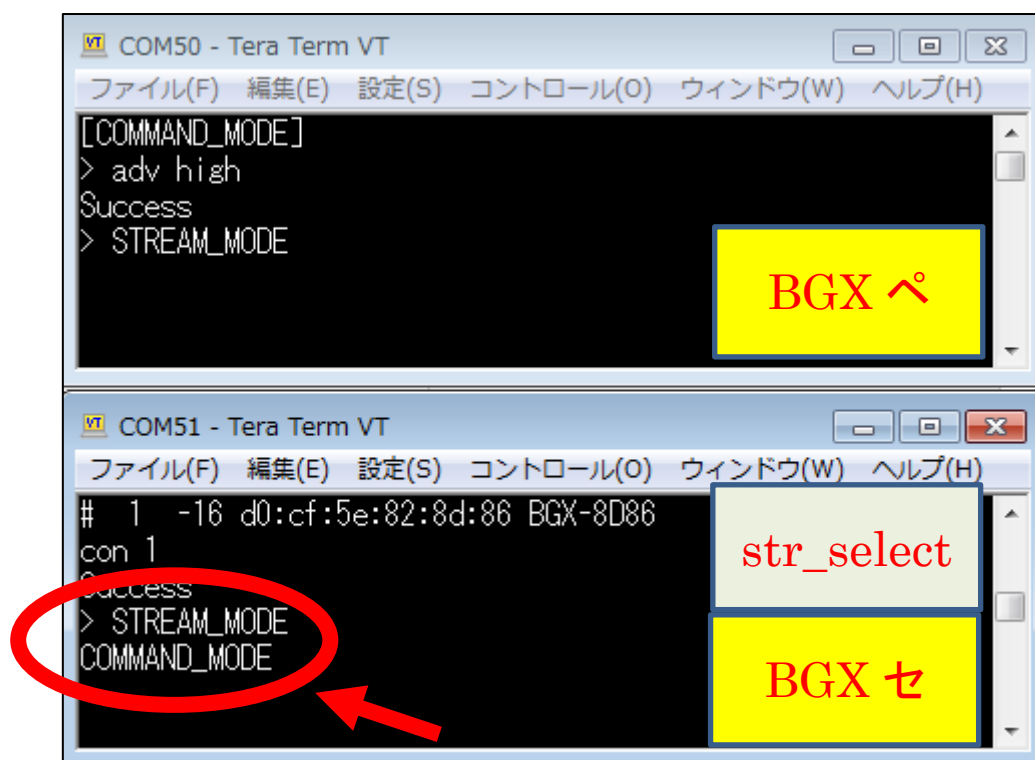 COM50 - Tera Term VT
ファイル(F) 編集(E) 設定(S) コントロール(O) ウィンドウ(W) ヘルプ(H)
[COMMAND_MODE]
> adv high
Success
> STREAM_MODE
BGX ペ
COM51 - Tera Term VT
ファイル(F) 編集(E) 設定(S) コントロール(O) ウィンドウ(W) ヘルプ(H)
# 1 -16 d0:cf:5e:82:8d:86 BGX-8D86
con 1
Success
> STREAM_MODE
COMMAND_MODE
str_select
BGX セ